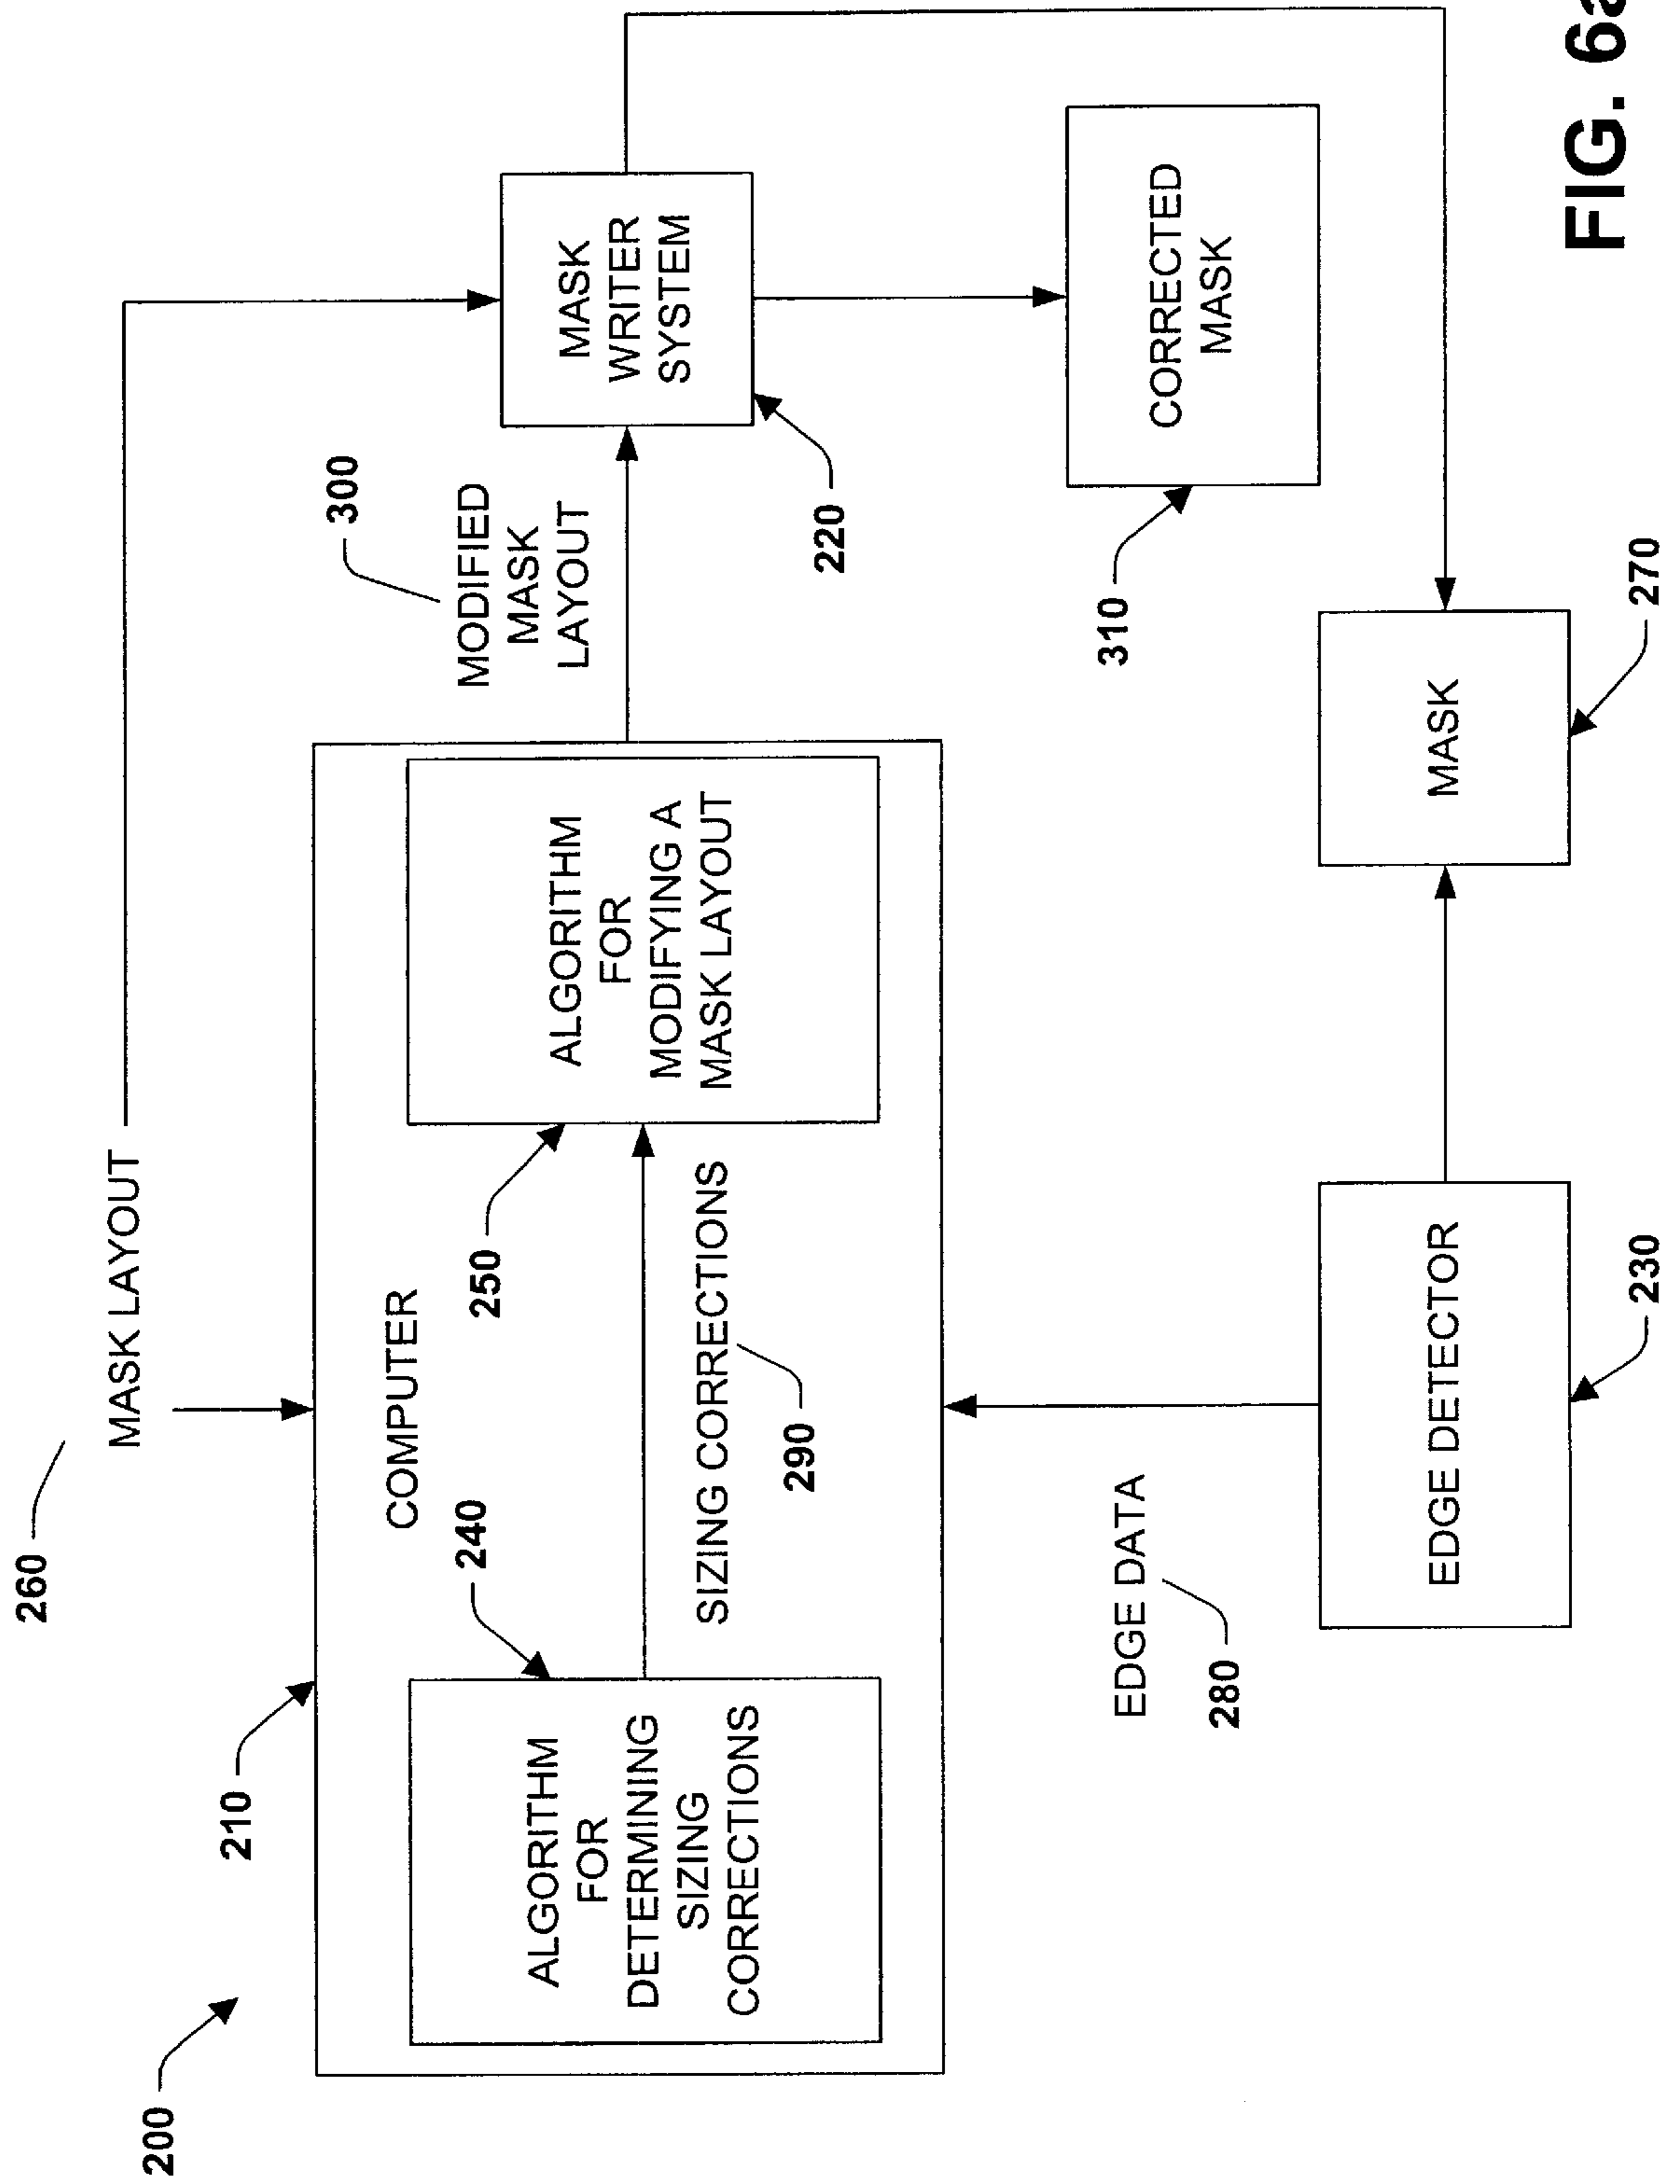 200
210
260
MASK LAYOUT
COMPUTER
240
250
ALGORITHM
FOR
DETERMINING
SIZING
CORRECTIONS
SIZING CORRECTIONS
290
ALGORITHM
FOR
MODIFYING A
MASK LAYOUT
300
MODIFIED
MASK
LAYOUT
MASK
WRITER
SYSTEM
220
EDGE DATA
280
310
CORRECTED
MASK
EDGE DETECTOR
230
MASK
270
FIG. 6a